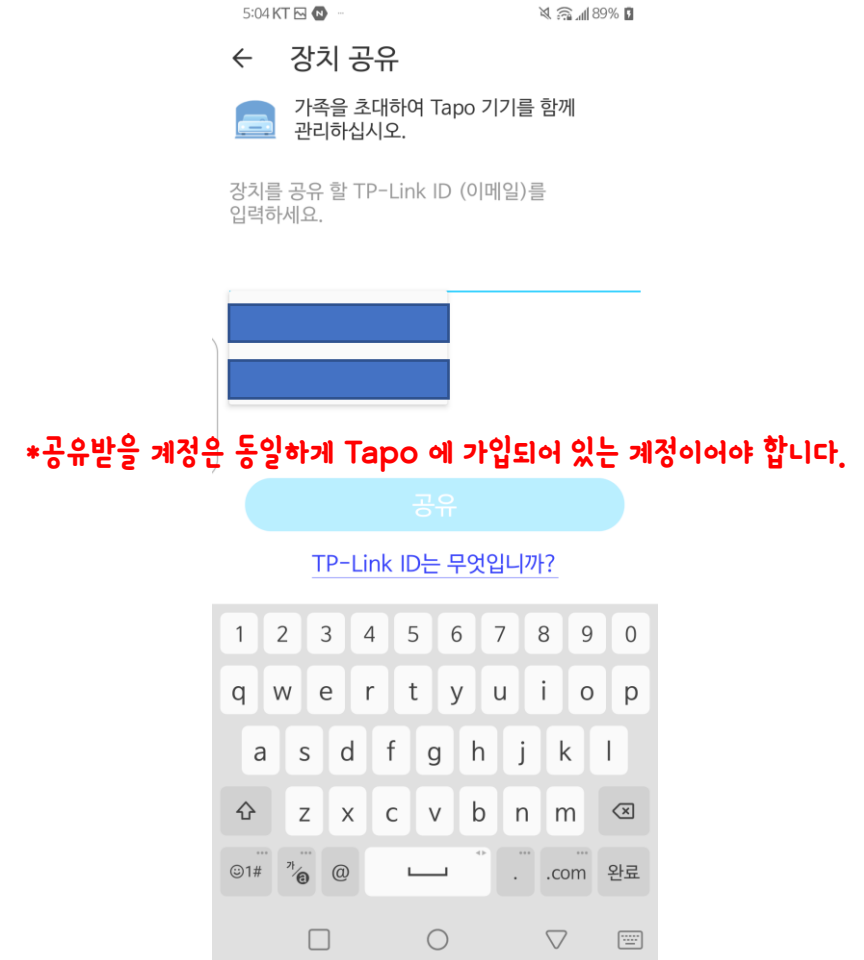 5:04 KT N ...
89%
장치 공유
가족을 초대하여 Tapo 기기를 함께
관리하십시오.
장치를 공유 할 TP-Link ID (이메일)를
입력하세요.
*공유받을 계정은 동일하게 Tapo 에 가입되어 있는 계정이어야 합니다.
공유
TP-Link ID는 무엇입니까?
1 2 3 4 5 6 7 8 9 0
q w e r t y u i o p
a s d f g h j k l
z x c v b n m
☺1# 가/a @ . .com 완료